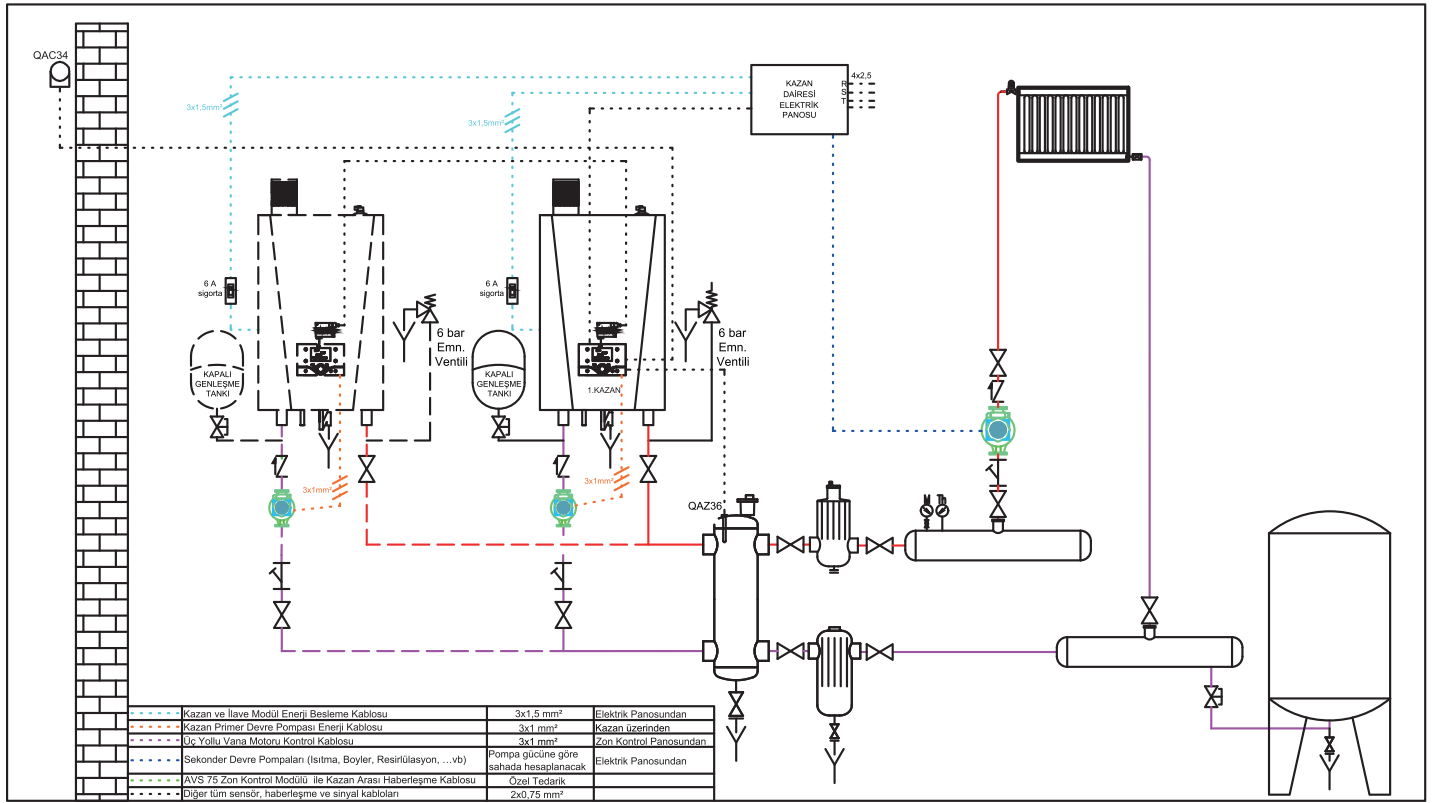 QAC34
3x1,5mm²
3x1,5mm²
KAZAN
DAİRESİ
ELEKTRİK
PANOSU
4x2,5
R
S
T
6 A
sigorta
6 A
sigorta
KAPALI
GENLEŞME
TANKI
6 bar
Emn.
Ventili
KAPALI
GENLEŞME
TANKI
1.KAZAN
6 bar
Emn.
Ventili
3x1mm²
3x1mm²
QAZ36
M
Th
Kazan ve İlave Modül Enerji Besleme Kablosu 3x1,5 mm² Elektrik Panosundan
Kazan Primer Devre Pompası Enerji Kablosu 3x1 mm² Kazan üzerinden
Üç Yollu Vana Motoru Kontrol Kablosu 3x1 mm² Zon Kontrol Panosundan
Sekonder Devre Pompaları (Isıtma, Boyler, Resirlülasyon, ...vb) Pompa gücüne göre
sahada hesaplanacak Elektrik Panosundan
AVS 75 Zon Kontrol Modülü ile Kazan Arası Haberleşme Kablosu Özel Tedarik
Diğer tüm sensör, haberleşme ve sinyal kabloları 2x0,75 mm²